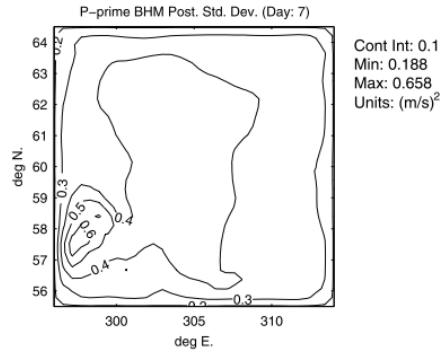 P-prime BHM Post. Std. Dev. (Day: 7)
Cont Int: 0.1
Min: 0.188
Max: 0.658
Units: (m/s)²
deg N.
64
63
62
61
60
59
58
57
56
0.2
0.3
0.5
0.6
0.4
0.4
0.3
0.2
300
305
310
deg E.